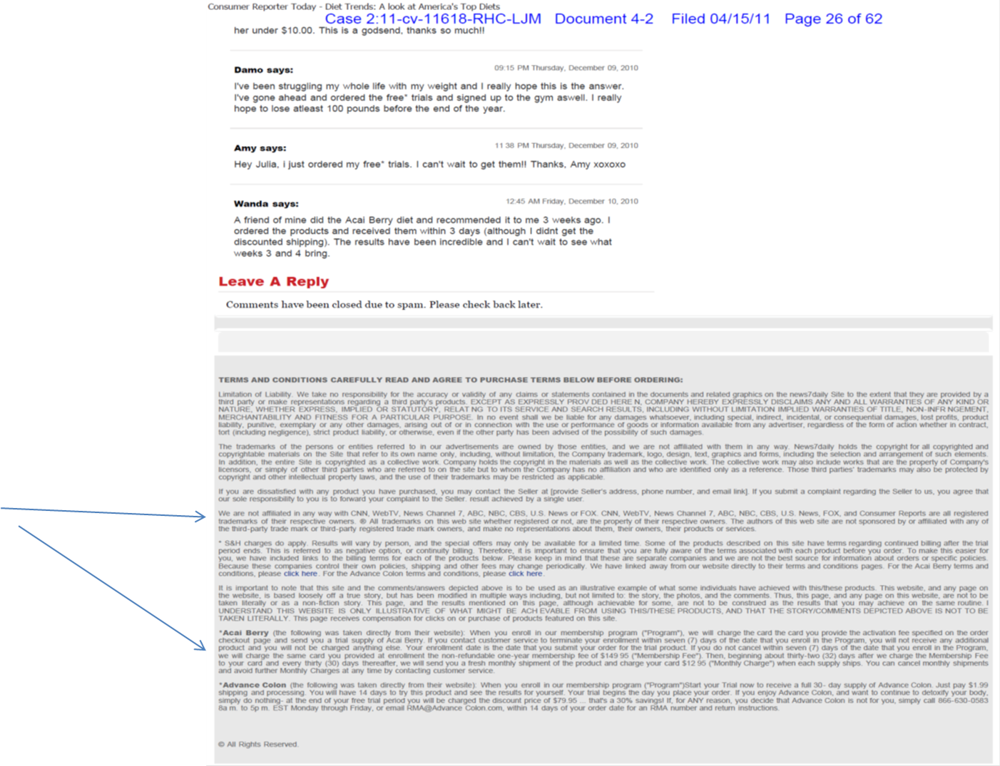 Consumer Reporter Today - Diet Trends: A look at America's Top Diets
Case 2:11-cv-11618-RHC-LJM Document 4-2 Filed 04/15/11 Page 26 of 62
her under $10.00. This is a godsend, thanks so much!!
Damo says:
09:15 PM Thursday, December 09, 2010
I've been struggling my whole life with my weight and I really hope this is the answer.
I've gone ahead and ordered the free* trials and signed up to the gym aswell. I really
hope to lose atleast 100 pounds before the end of the year.
Amy says:
11 38 PM Thursday, December 09, 2010
Hey Julia, i just ordered my free* trials. I can't wait to get them!! Thanks, Amy xoxoxo
Wanda says:
12:45 AM Friday, December 10, 2010
A friend of mine did the Acai Berry diet and recommended it to me 3 weeks ago. I
ordered the products and received them within 3 days (although I didnt get the
discounted shipping). The results have been incredible and I can't wait to see what
weeks 3 and 4 bring.
Leave A Reply
Comments have been closed due to spam. Please check back later.
TERMS AND CONDITIONS CAREFULLY READ AND AGREE TO PURCHASE TERMS BELOW BEFORE ORDERING:
Limitation of Liability. We take no responsibility for the accuracy or validity of any claims or statements contained in the documents and related graphics on the news7daily Site to the extent that they are provided by a
third party or make representations regarding a third party's products. EXCEPT AS EXPRESSLY PROV DED HERE N, COMPANY HEREBY EXPRESSLY DISCLAIMS ANY AND ALL WARRANTIES OF ANY KIND OR
NATURE, WHETHER EXPRESS, IMPLIED OR STATUTORY, RELAT NG TO ITS SERVICE AND SEARCH RESULTS, INCLUDING WITHOUT LIMITATION IMPLIED WARRANTIES OF TITLE, NON-INFR NGEMENT,
MERCHANTABILITY AND FITNESS FOR A PARTICULAR PURPOSE. In no event shall we be liable for any damages whatsoever, including special, indirect, incidental, or consequential damages, lost profits, product
liability, punitive, exemplary or any other damages, arising out of or in connection with the use or performance of goods or information available from any advertiser, regardless of the form of action whether in contract,
tort (including negligence), strict product liability, or otherwise, even if the other party has been advised of the possibility of such damages.
The trademarks of the persons or entities referred to in our advertisements are owned by those entities, and we are not affiliated with them in any way. News7daily holds the copyright for all copyrighted and
copyrightable materials on the Site that refer to its own name only, including, without limitation, the Company trademark, logo, design, text, graphics and forms, including the selection and arrangement of such elements.
In addition, the entire Site is copyrighted as a collective work. Company holds the copyright in the materials as well as the collective work. The collective work may also include works that are the property of Company's
licensors, or simply of other third parties who are referred to on the site but to whom the Company has no affiliation and who are identified only as a reference. Those third parties' trademarks may also be protected by
copyright and other intellectual property laws, and the use of their trademarks may be restricted as applicable.
If you are dissatisfied with any product you have purchased, you may contact the Seller at [provide Seller's address, phone number, and email link]. If you submit a complaint regarding the Seller to us, you agree that
our sole responsibility to you is to forward your complaint to the Seller. result achieved by a single user.
We are not affiliated in any way with CNN, WebTV, News Channel 7, ABC, NBC, CBS, U.S. News or FOX. CNN, WebTV, News Channel 7, ABC, NBC, CBS, U.S. News, FOX, and Consumer Reports are all registered
trademarks of their respective owners. ® All trademarks on this web site whether registered or not, are the property of their respective owners. The authors of this web site are not sponsored by or affiliated with any of
the third-party trade mark or third-party registered trade mark owners, and make no representations about them, their owners, their products or services.
* S&H charges do apply. Results will vary by person, and the special offers may only be available for a limited time. Some of the products described on this site have terms regarding continued billing after the trial
period ends. This is referred to as negative option, or continuity billing. Therefore, it is important to ensure that you are fully aware of the terms associated with each product before you order. To make this easier for
you, we have included links to the billing terms for each of the products below. Please keep in mind that these are separate companies and we are not the best source for information about orders or specific policies.
Because these companies control their own policies, shipping and other fees may change periodically. We have linked away from our website directly to their terms and conditions pages. For the Acai Berry terms and
conditions, please click here. For the Advance Colon terms and conditions, please click here.
It is important to note that this site and the comments/answers depicted above is to be used as an illustrative example of what some individuals have achieved with this/these products. This website, and any page on
the website, is based loosely off a true story, but has been modified in multiple ways including, but not limited to: the story, the photos, and the comments. Thus, this page, and any page on this website, are not to be
taken literally or as a non-fiction story. This page, and the results mentioned on this page, although achievable for some, are not to be construed as the results that you may achieve on the same routine. I
UNDERSTAND THIS WEBSITE IS ONLY ILLUSTRATIVE OF WHAT MIGHT BE ACH EVABLE FROM USING THIS/THESE PRODUCTS, AND THAT THE STORY/COMMENTS DEPICTED ABOVE IS NOT TO BE
TAKEN LITERALLY. This page receives compensation for clicks on or purchase of products featured on this site.
*Acai Berry (the following was taken directly from their website): When you enroll in our membership program ("Program"), we will charge the card the card you provide the activation fee specified on the order
checkout page and send you a trial supply of Acai Berry. If you contact customer service to terminate your enrollment within seven (7) days of the date that you enroll in the Program, you will not receive any additional
product and you will not be charged anything else. Your enrollment date is the date that you submit your order for the trial product. If you do not cancel within seven (7) days of the date that you enroll in the Program,
we will charge the same card you provided at enrollment the non-refundable one-year membership fee of $149 95 ("Membership Fee"). Then, beginning about thirty-two (32) days after we charge the Membership Fee
to your card and every thirty (30) days thereafter, we will send you a fresh monthly shipment of the product and charge your card $12 95 ("Monthly Charge") when each supply ships. You can cancel monthly shipments
and avoid further Monthly Charges at any time by contacting customer service.
*Advance Colon (the following was taken directly from their website): When you enroll in our membership program ("Program")Start your Trial now to receive a full 30- day supply of Advance Colon. Just pay $1.99
shipping and processing. You will have 14 days to try this product and see the results for yourself. Your trial begins the day you place your order. If you enjoy Advance Colon, and want to continue to detoxify your body,
simply do nothing- at the end of your free trial period you will be charged the discount price of $79.95 ... that's a 30% savings! If, for ANY reason, you decide that Advance Colon is not for you, simply call 866-630-0583
8a m. to 5p m. EST Monday through Friday, or email RMA@Advance Colon.com, within 14 days of your order date for an RMA number and return instructions.
© All Rights Reserved.